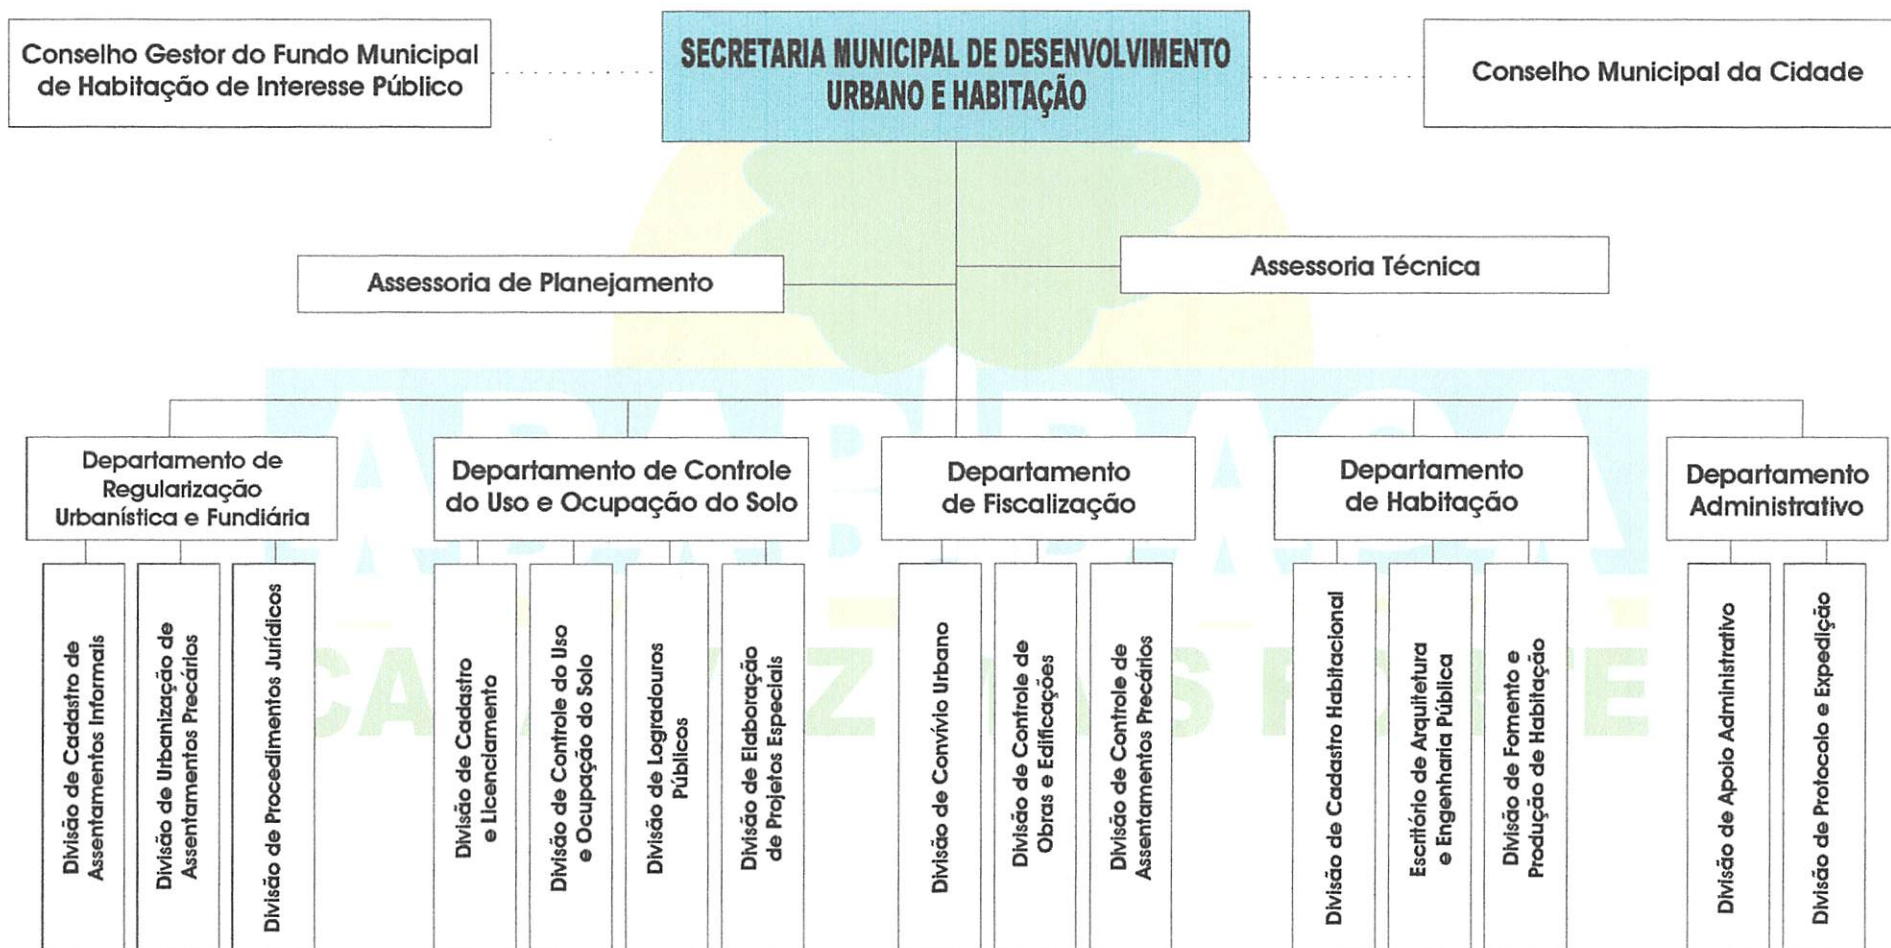 Conselho Gestor do Fundo Municipal
de Habitação de Interesse Público
SECRETARIA MUNICIPAL DE DESENVOLVIMENTO
URBANO E HABITAÇÃO
Conselho Municipal da Cidade
Assessoria de Planejamento
Assessoria Técnica
Departamento de
Regularização
Urbanística e Fundiária
Departamento de Controle
do Uso e Ocupação do Solo
Departamento
de Fiscalização
Departamento
de Habitação
Departamento
Administrativo
Divisão de Cadastro de
Assentamentos Informais
Divisão de Urbanização de
Assentamentos Precários
Divisão de Procedimentos Jurídicos
Divisão de Cadastro
e Licenciamento
Divisão de Controle do Uso
e Ocupação do Solo
Divisão de Logradouros
Públicos
Divisão de Elaboração
de Projetos Especiais
Divisão de Convívio Urbano
Divisão de Controle de
Obras e Edificações
Divisão de Controle de
Assentamentos Precários
Divisão de Cadastro Habitacional
Escritório de Arquitetura
e Engenharia Pública
Divisão de Fomento e
Produção de Habitação
Divisão de Apoio Administrativo
Divisão de Protocolo e Expedição